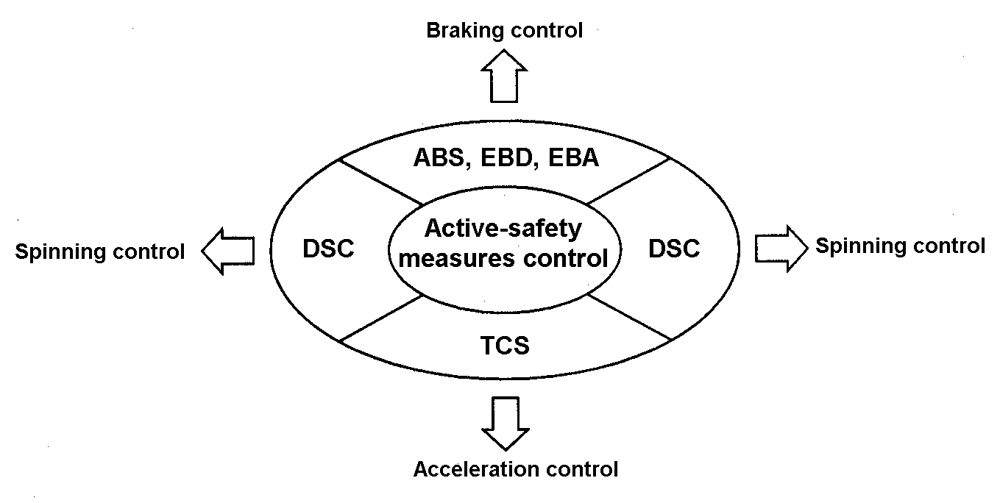 Braking control
ABS, EBD, EBA
Active-safety
measures control
DSC
DSC
Spinning control
Spinning control
TCS
Acceleration control